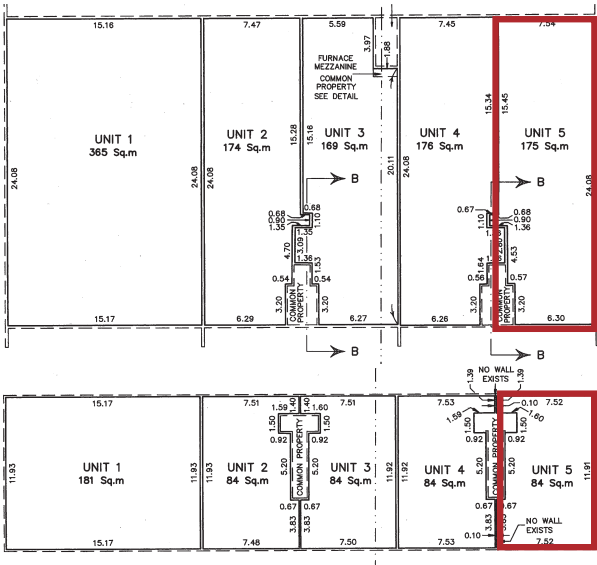 15.16 7.47 5.59 7.45 7.54
3.97
1.88
FURNACE
MEZZANINE
COMMON
PROPERTY
SEE DETAIL
15.28 15.16 15.34 15.45
UNIT 1
365 Sq.m
UNIT 2
174 Sq.m
UNIT 3
169 Sq.m
UNIT 4
176 Sq.m
UNIT 5
175 Sq.m
24.08 24.08 24.08 24.08
20.11
B B
0.68 0.67
0.68 1.10 1.10 0.68
0.90 0.90
1.35 1.35 1.36
4.70 3.09 4.53
1.36 1.53 1.64
0.54 0.54 0.56 0.57
3.20 COMMON PROPERTY 3.20 3.20 COMMON PROPERTY 3.20
15.17 6.29 6.27 6.26 6.30
B B
NO WALL
EXISTS
1.39 1.39
0.10
15.17 7.51 7.51 7.53 7.52
1.40 1.40
1.59 1.60 1.59 1.60
1.50 1.50 1.50 1.50
0.92 0.92 0.92 0.92
COMMON PROPERTY COMMON PROPERTY
11.93 11.93 11.93 11.92 11.92 11.91
UNIT 1
181 Sq.m
UNIT 2
84 Sq.m
UNIT 3
84 Sq.m
UNIT 4
84 Sq.m
UNIT 5
84 Sq.m
5.20 5.20 5.20 5.20
0.67 0.67 0.67 0.67
3.83 3.83 3.83
NO WALL
EXISTS
0.10
15.17 7.48 7.50 7.53 7.52